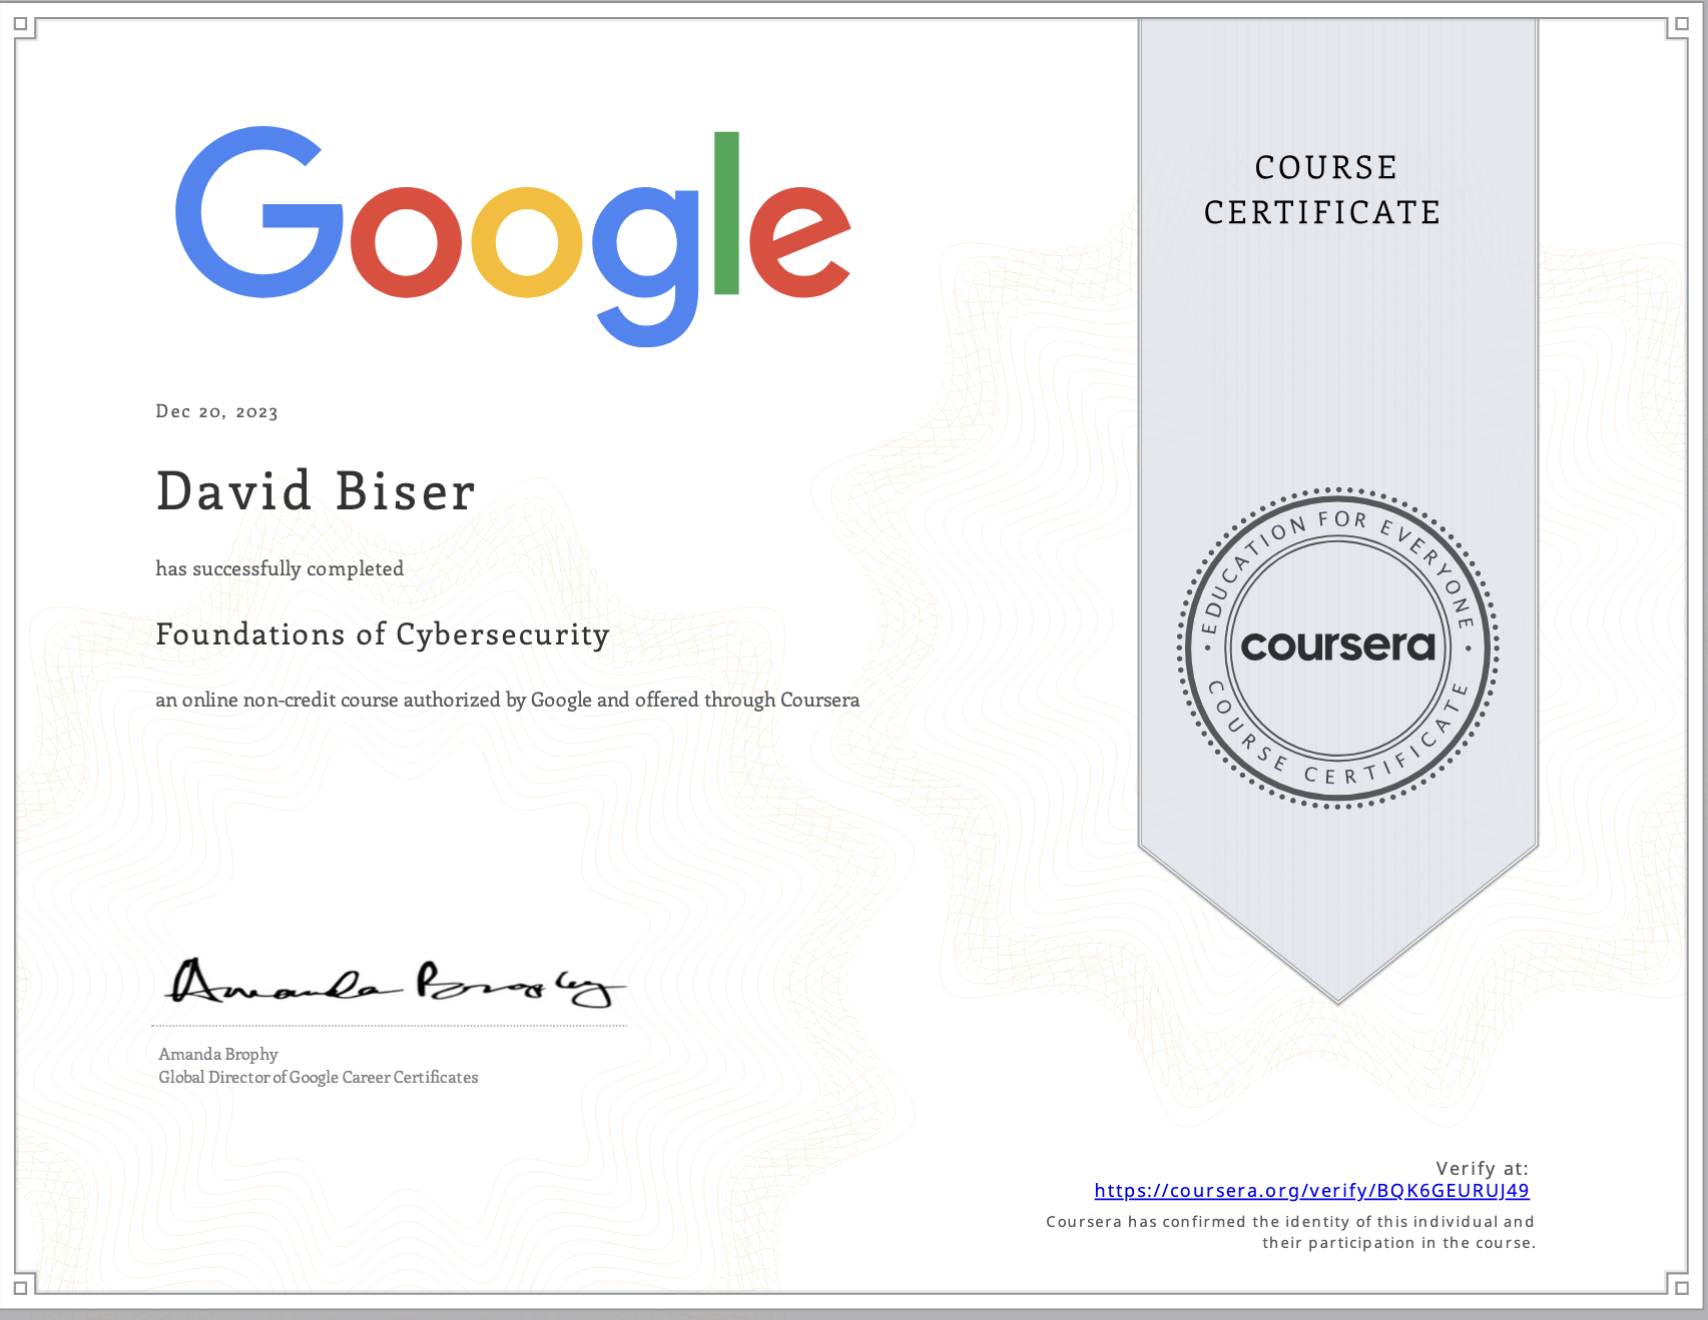 Google
COURSE
CERTIFICATE
Dec 20, 2023
David Biser
has successfully completed
Foundations of Cybersecurity
an online non-credit course authorized by Google and offered through Coursera
EDUCATION FOR EVERYONE
coursera
COURSE CERTIFICATE
Amanda Brophy
Amanda Brophy
Global Director of Google Career Certificates
Verify at:
https://coursera.org/verify/BQK6GEURUJ49
Coursera has confirmed the identity of this individual and
their participation in the course.